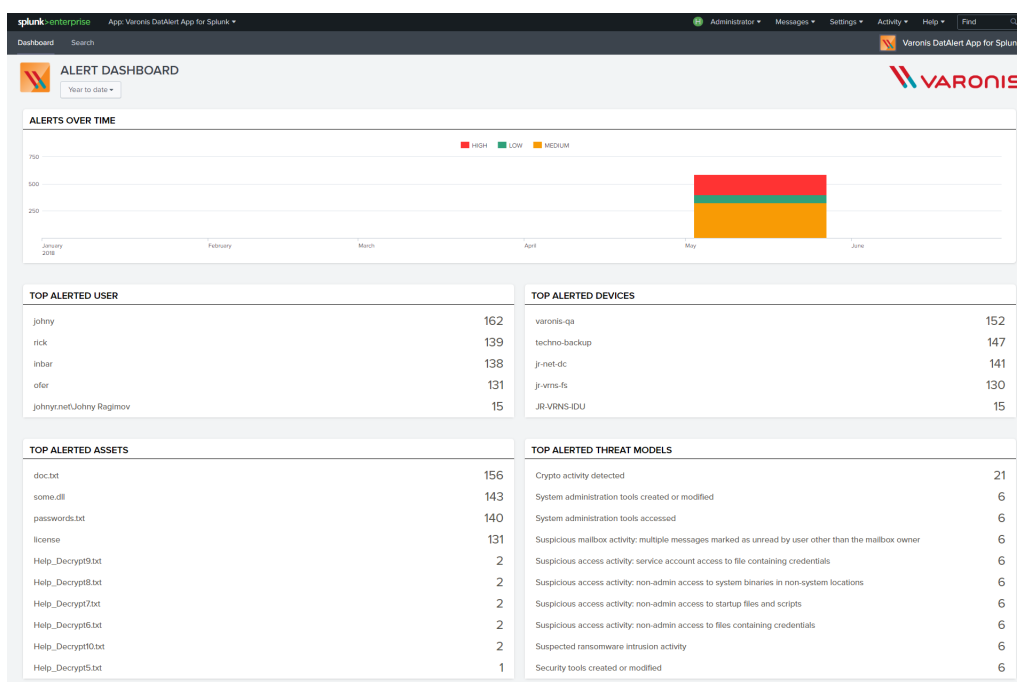 splunk>enterprise App: Varonis DatAlert App for Splunk Administrator Messages Settings Activity Help Find
Dashboard Search Varonis DatAlert App for Splun
ALERT DASHBOARD
Year to date
VARONIS
ALERTS OVER TIME
HIGH LOW MEDIUM
750
500
250
January February March April May June
2018
TOP ALERTED USER
johny 162
rick 139
inbar 138
ofer 131
johnyr.net\Johny Ragimov 15
TOP ALERTED DEVICES
varonis-qa 152
techno-backup 147
jr-net-dc 141
jr-vrns-fs 130
JR-VRNS-IDU 15
TOP ALERTED ASSETS
doc.txt 156
some.dll 143
passwords.txt 140
license 131
Help_Decrypt9.txt 2
Help_Decrypt8.txt 2
Help_Decrypt7.txt 2
Help_Decrypt6.txt 2
Help_Decrypt10.txt 2
Help_Decrypt5.txt 1
TOP ALERTED THREAT MODELS
Crypto activity detected 21
System administration tools created or modified 6
System administration tools accessed 6
Suspicious mailbox activity: multiple messages marked as unread by user other than the mailbox owner 6
Suspicious access activity: service account access to file containing credentials 6
Suspicious access activity: non-admin access to system binaries in non-system locations 6
Suspicious access activity: non-admin access to startup files and scripts 6
Suspicious access activity: non-admin access to files containing credentials 6
Suspected ransomware intrusion activity 6
Security tools created or modified 6